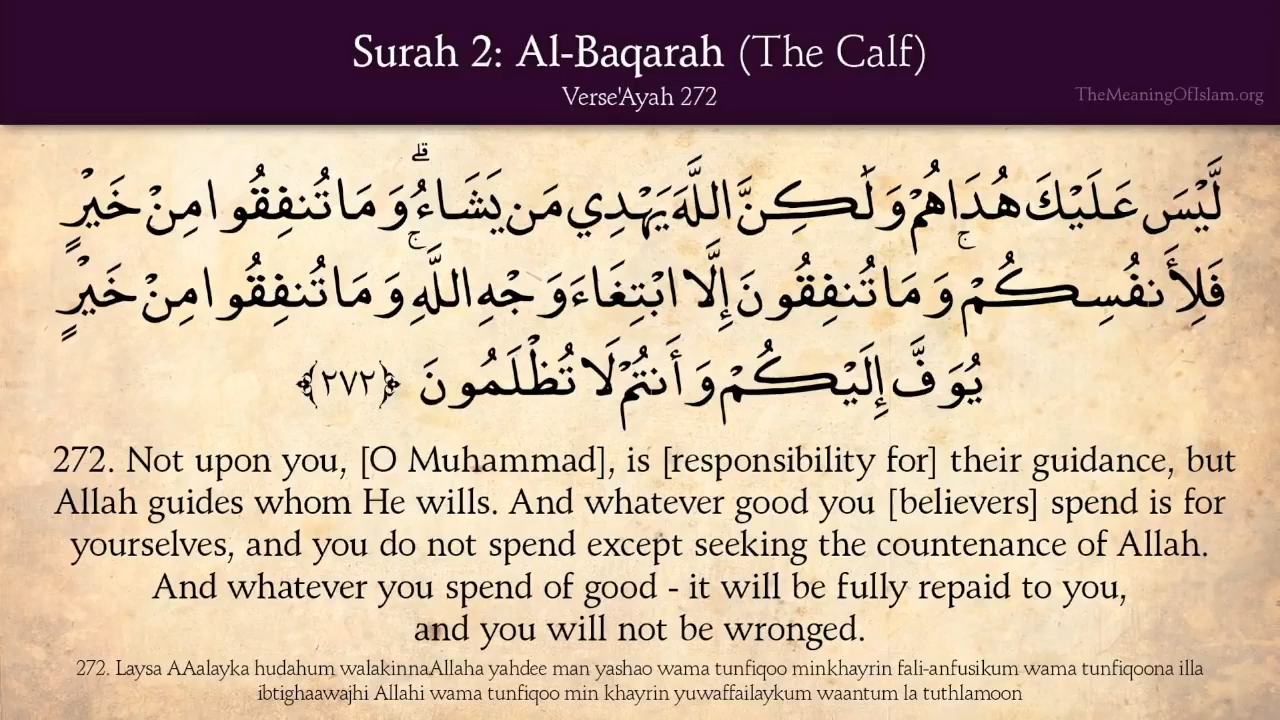 Surah 2: Al-Baqarah (The Calf)
Verse'Ayah 272
TheMeaningOfIslam.org
لَّيْسَ عَلَيْكَ هُدَاهُمْ وَلَٰكِنَّ اللَّهَ يَهْدِي مَن يَشَاءُ ۗ وَمَا تُنفِقُوا مِنْ خَيْرٍ
فَلِأَنفُسِكُمْ ۚ وَمَا تُنفِقُونَ إِلَّا ابْتِغَاءَ وَجْهِ اللَّهِ ۚ وَمَا تُنفِقُوا مِنْ خَيْرٍ
يُوَفَّ إِلَيْكُمْ وَأَنتُمْ لَا تُظْلَمُونَ ﴿٢٧٢﴾
272. Not upon you, [O Muhammad], is [responsibility for] their guidance, but
Allah guides whom He wills. And whatever good you [believers] spend is for
yourselves, and you do not spend except seeking the countenance of Allah.
And whatever you spend of good - it will be fully repaid to you,
and you will not be wronged.
272. Laysa AAalayka hudahum walakinnaAllaha yahdee man yashao wama tunfiqoo minkhayrin fali-anfusikum wama tunfiqoona illa
ibtighaawajhi Allahi wama tunfiqoo min khayrin yuwaffailaykum waantum la tuthlamoon